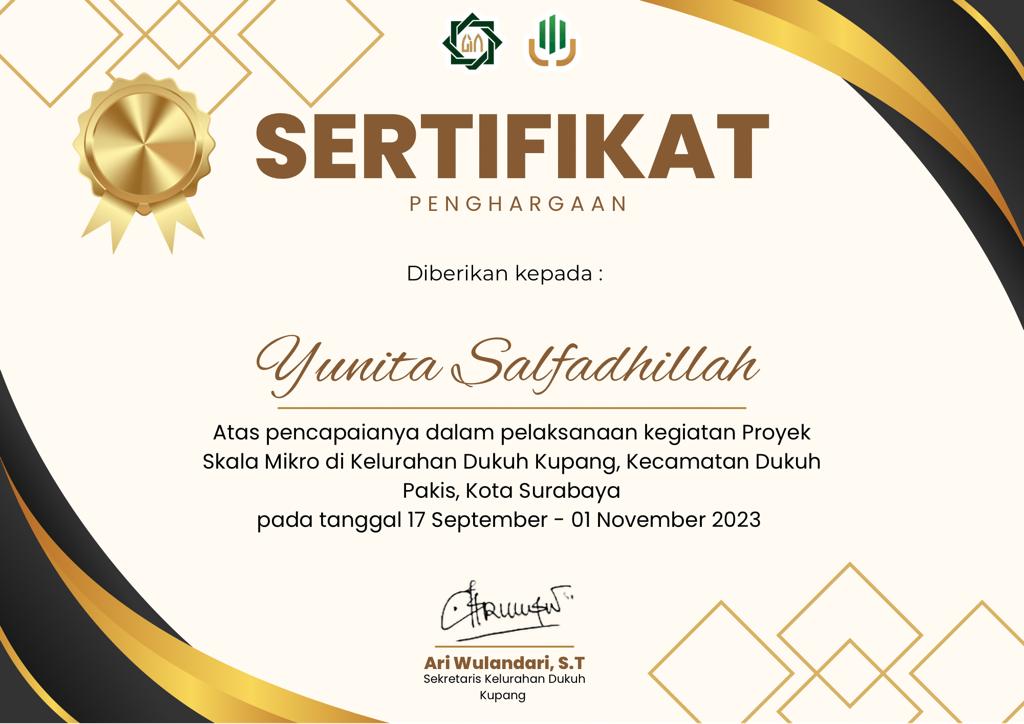 SERTIFIKAT
PENGHARGAAN
Diberikan kepada :
Yunita Salfadhillah
Atas pencapaianya dalam pelaksanaan kegiatan Proyek
Skala Mikro di Kelurahan Dukuh Kupang, Kecamatan Dukuh
Pakis, Kota Surabaya
pada tanggal 17 September - 01 November 2023
Ari Wulandari, S.T
Sekretaris Kelurahan Dukuh
Kupang